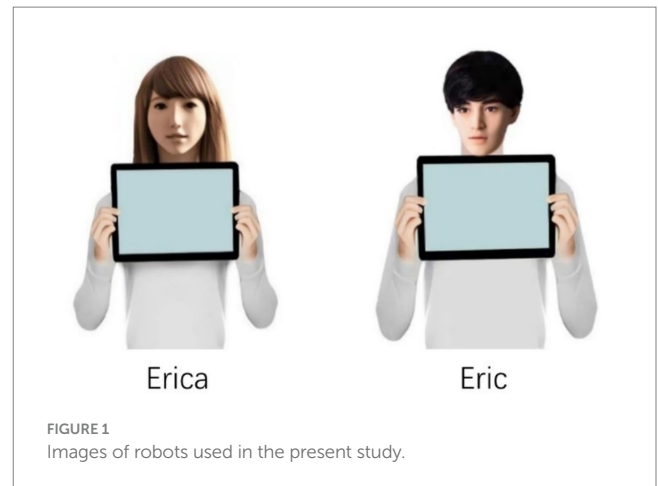 Erica
Eric
FIGURE 1
Images of robots used in the present study.